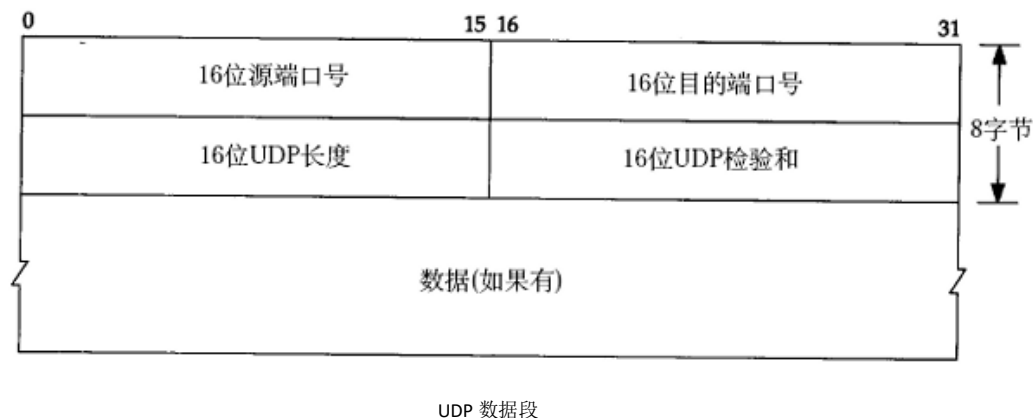 0 15 16 31
16位源端口号 16位目的端口号
8字节
16位UDP长度 16位UDP检验和
数据(如果有)
UDP 数据段